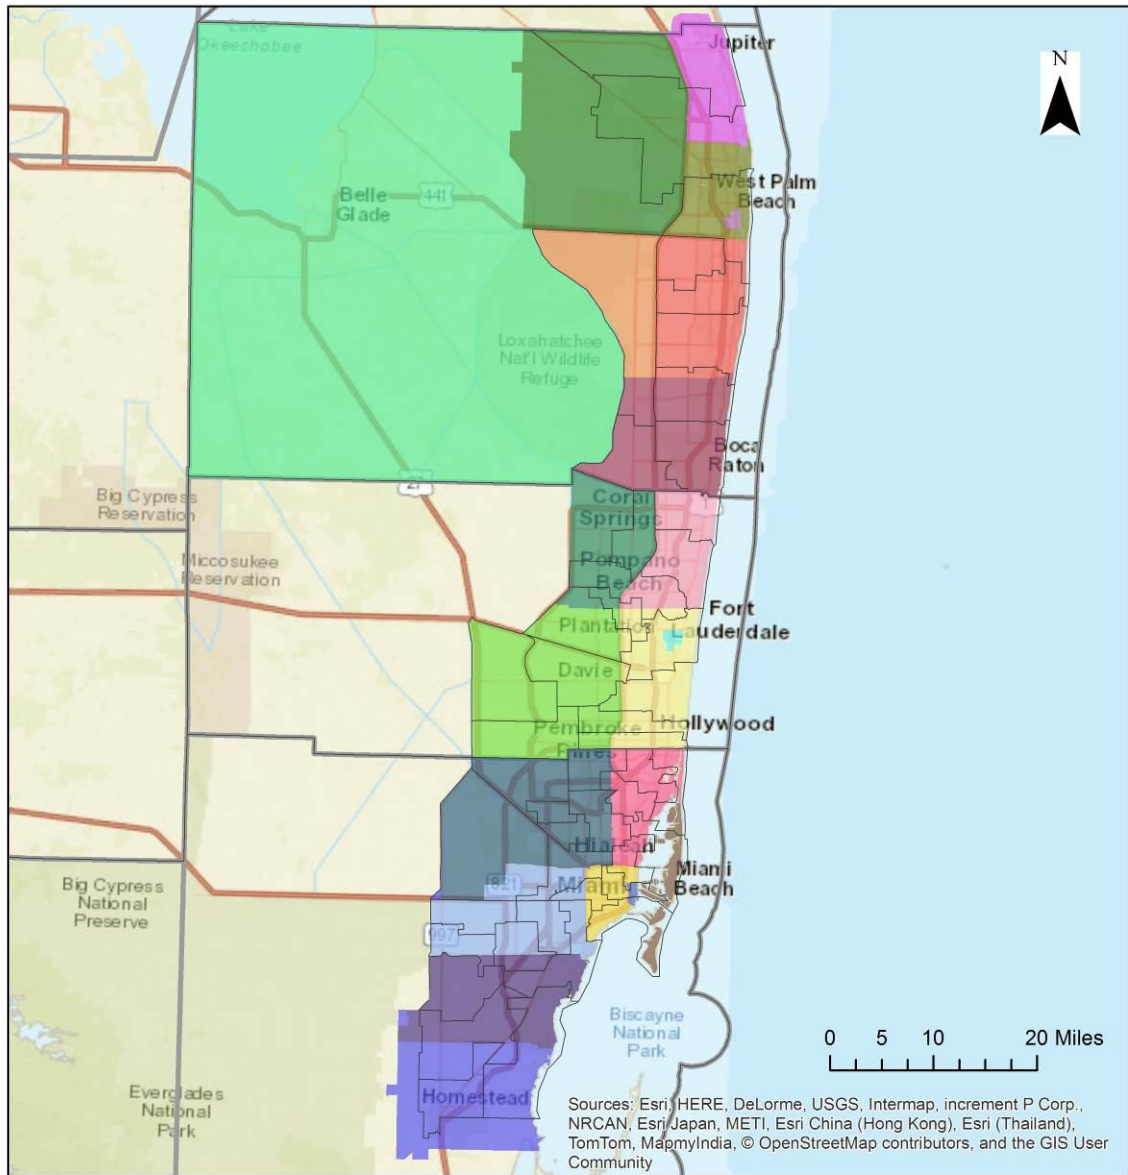 Lake
Okeechobee
Jupiter
N
West Palm
Beach
Belle
Glade
441
Loxahatchee
Nat'l Wildlife
Refuge
Boca
Raton
27
Big Cypress
Reservation
Coral
Springs
Miccosukee
Reservation
Pompano
Beach
Fort
Lauderdale
Plantation
Davie
Hollywood
Pembroke
Pines
Hialeah
Miami
Beach
821
Miami
Big Cypress
National
Preserve
997
Biscayne
National
Park
0 5 10 20 Miles
Everglades
National
Park
Homestead
Sources: Esri, HERE, DeLorme, USGS, Intermap, increment P Corp.,
NRCAN, Esri Japan, METI, Esri China (Hong Kong), Esri (Thailand),
TomTom, MapmyIndia, © OpenStreetMap contributors, and the GIS User
Community